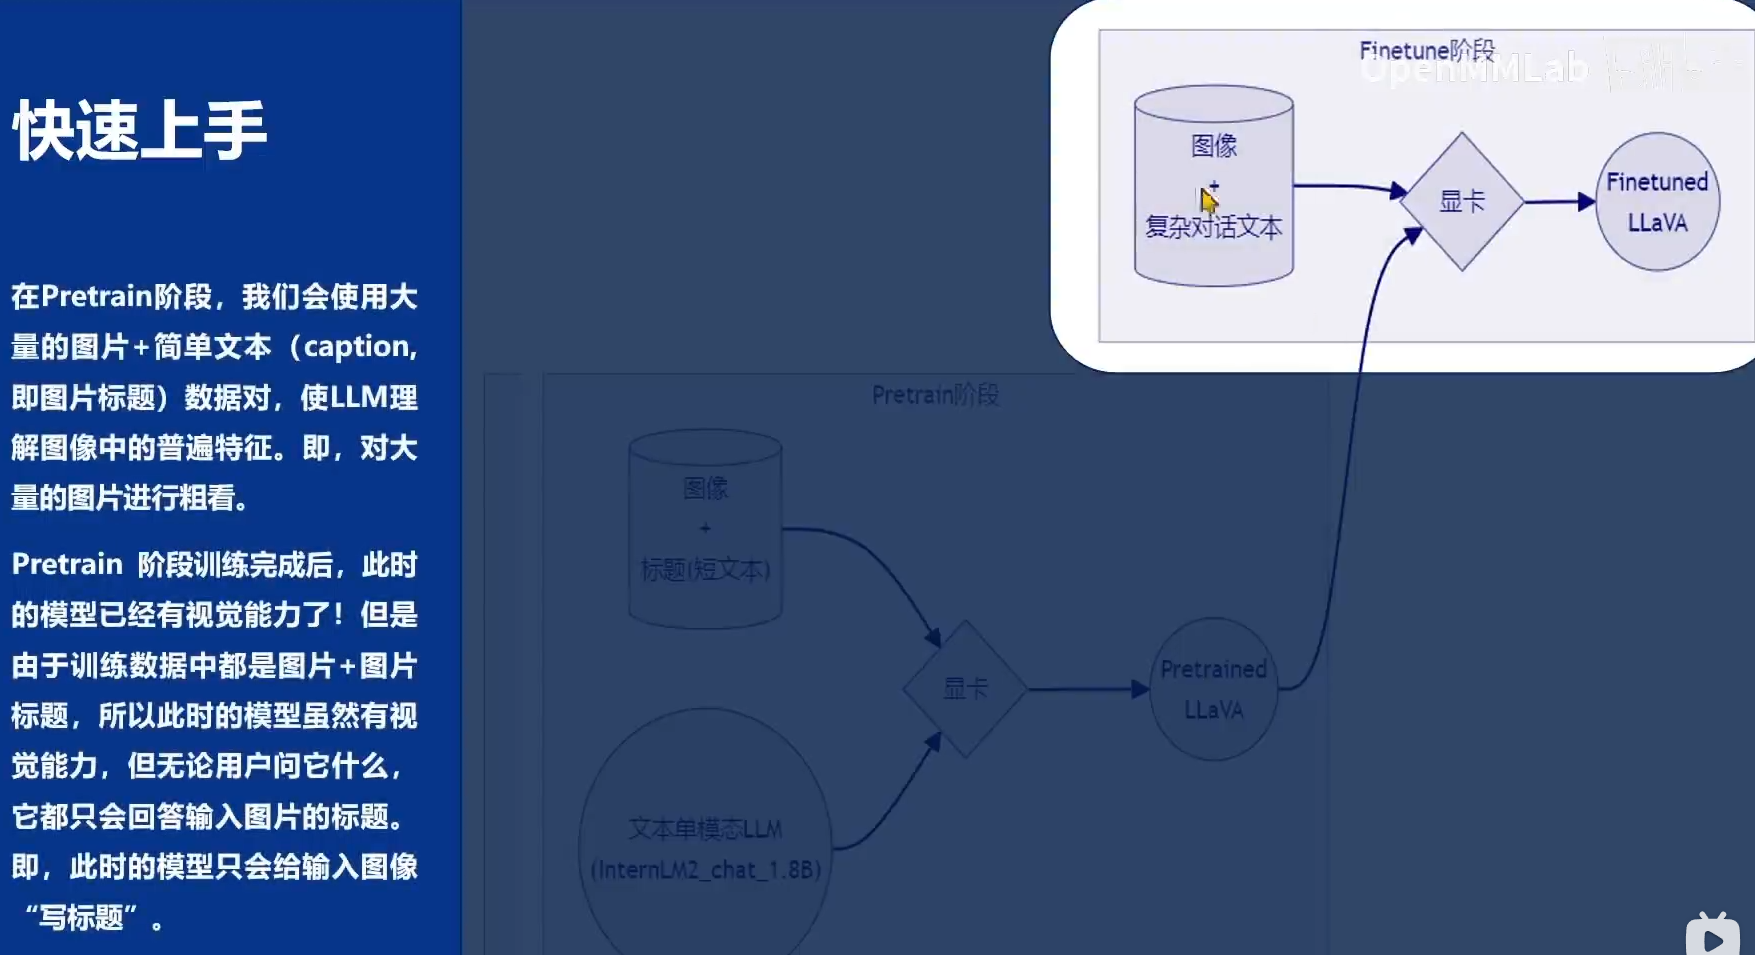 快速上手
在Pretrain阶段，我们会使用大
量的图片+简单文本（caption,
即图片标题）数据对，使LLM理
解图像中的普遍特征。即，对大
量的图片进行粗看。
Pretrain 阶段训练完成后，此时
的模型已经有视觉能力了！但是
由于训练数据中都是图片+图片
标题，所以此时的模型虽然有视
觉能力，但无论用户问它什么，
它都只会回答输入图片的标题。
即，此时的模型只会给输入图像
“写标题”。
Finetune阶段
OpenMMLab
图像
+
复杂对话文本
显卡
Finetuned
LLaVA
Pretrain阶段
图像
+
标题(短文本)
显卡
Pretrained
LLaVA
文本单模态LLM
(InternLM2_chat_1.8B)